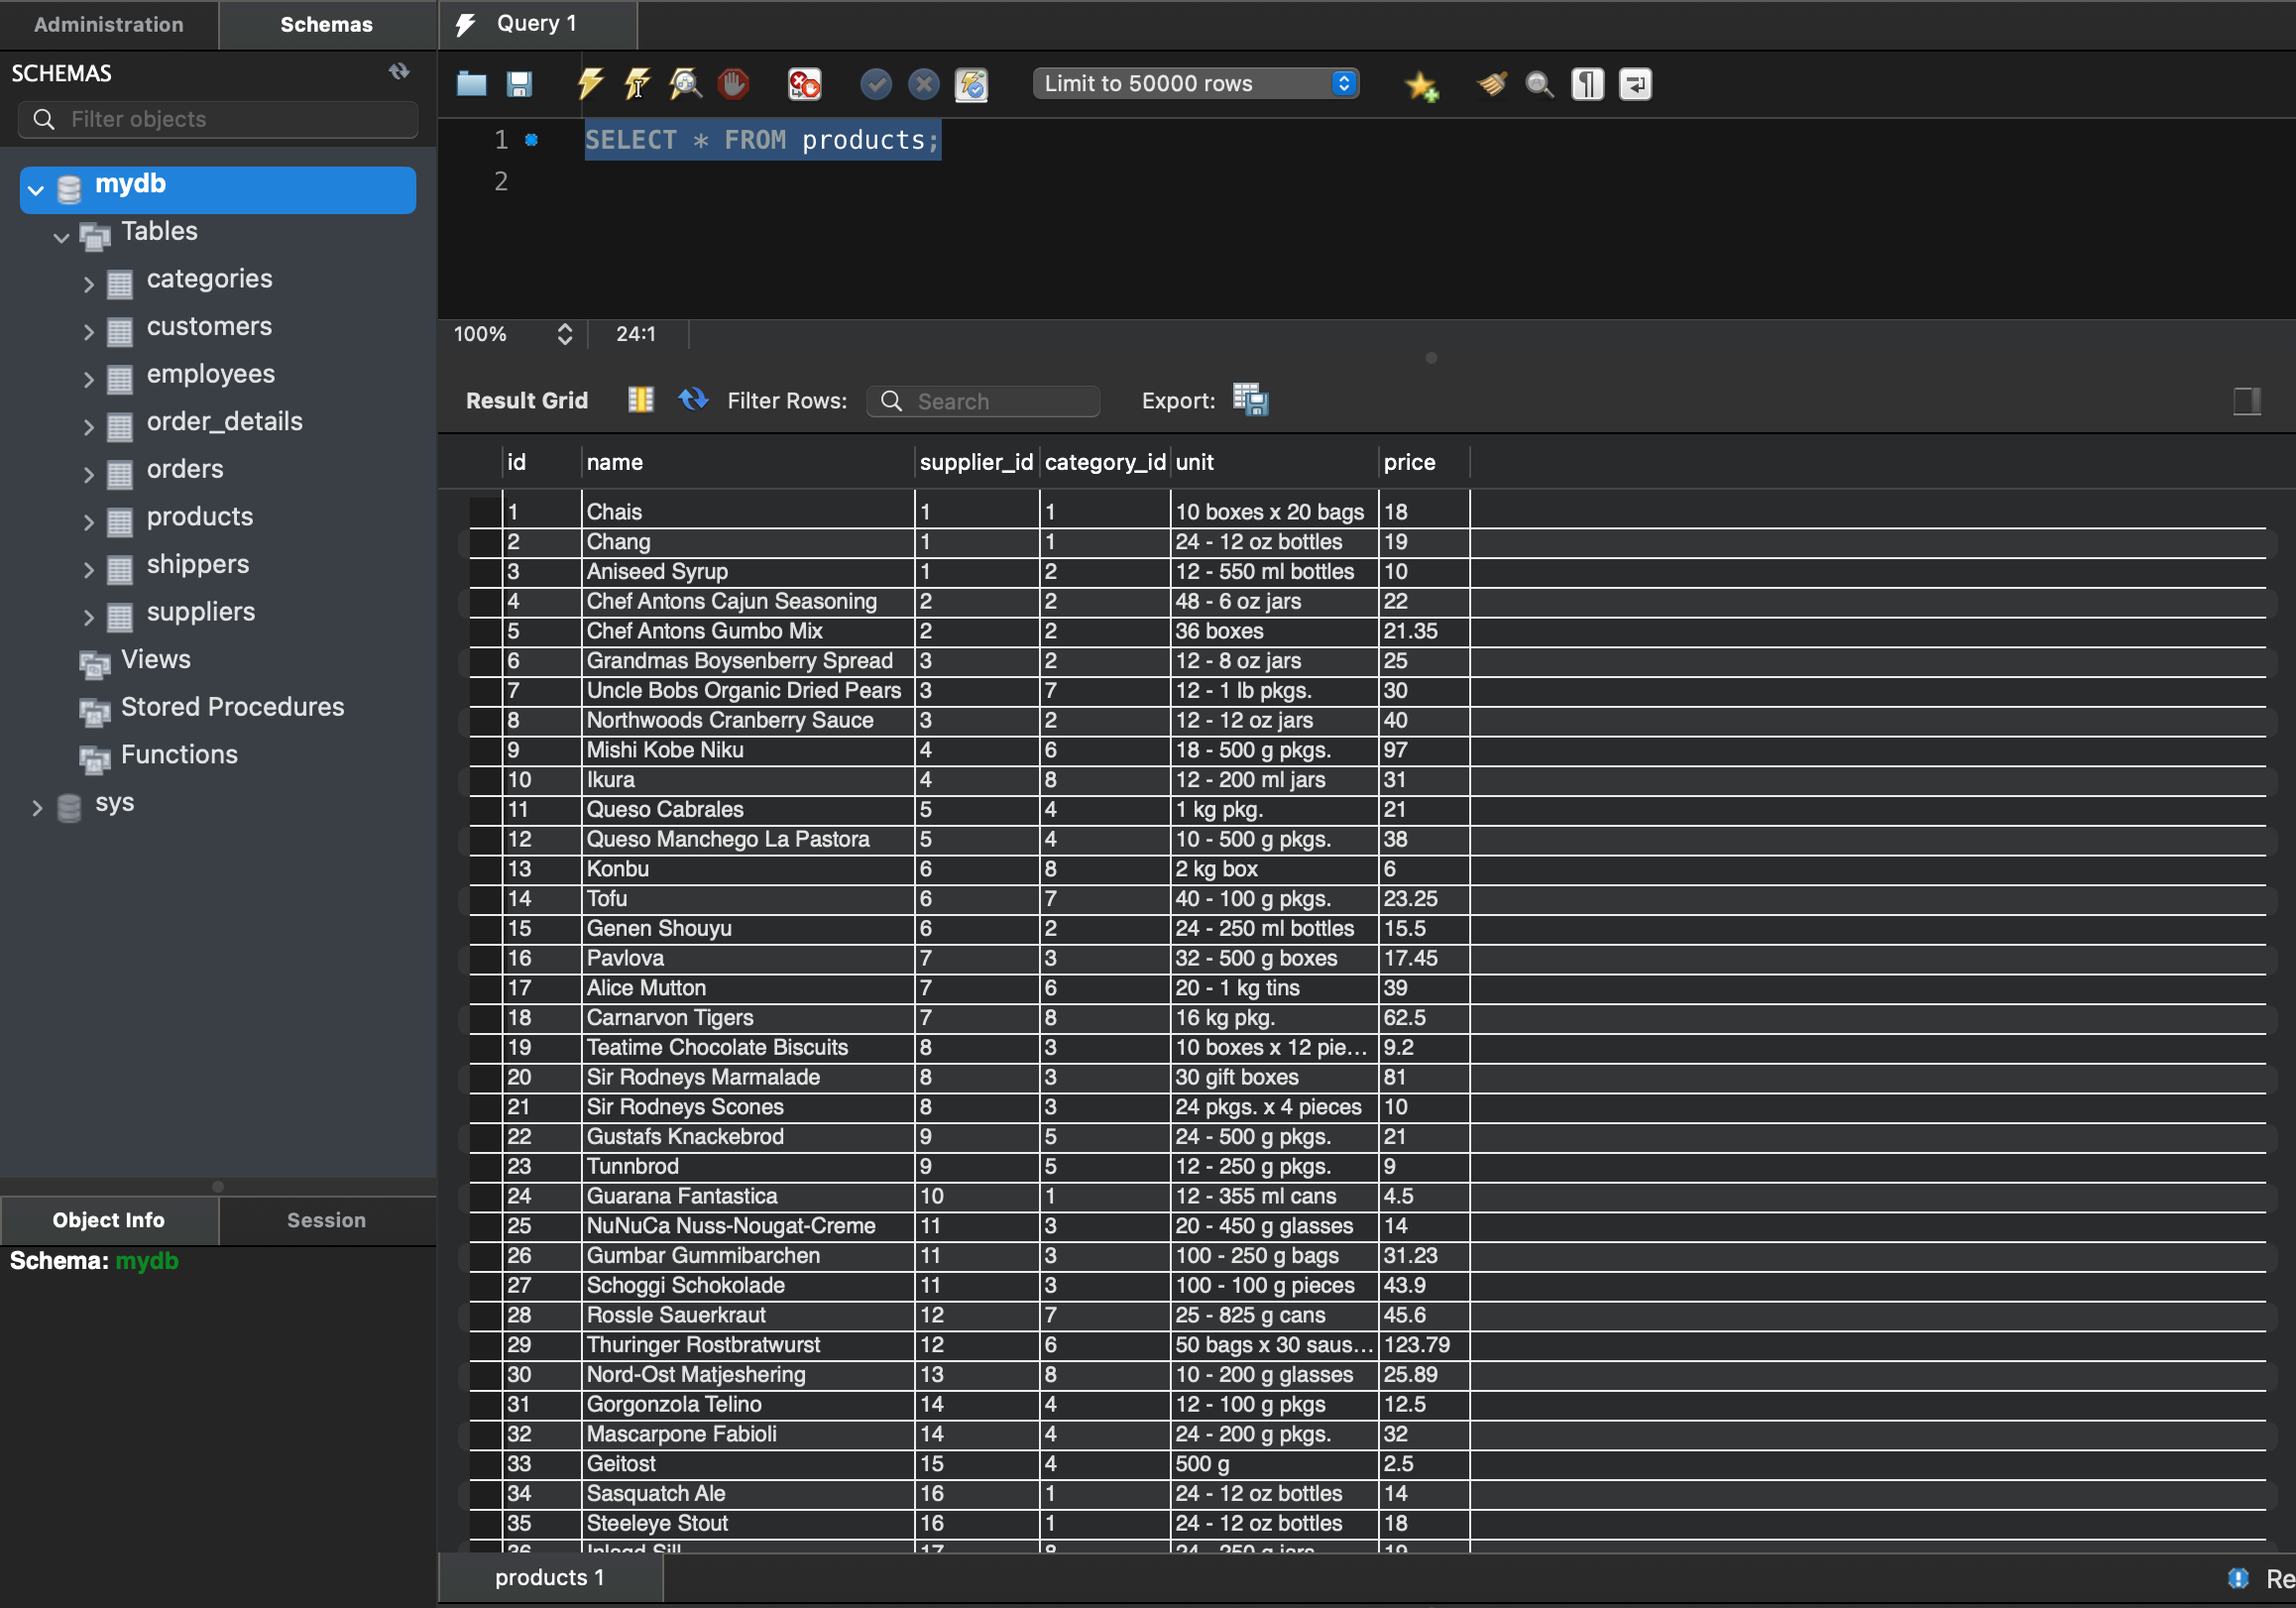 Administration Schemas
SCHEMAS
Filter objects
mydb
Tables
categories
customers
employees
order_details
orders
products
shippers
suppliers
Views
Stored Procedures
Functions
sys
Object Info Session
Schema: mydb
Query 1
Limit to 50000 rows
1 SELECT * FROM products;
2
100% 24:1
Result Grid Filter Rows: Search Export:
id name supplier_id category_id unit price
1 Chais 1 1 10 boxes x 20 bags 18
2 Chang 1 1 24 - 12 oz bottles 19
3 Aniseed Syrup 1 2 12 - 550 ml bottles 10
4 Chef Antons Cajun Seasoning 2 2 48 - 6 oz jars 22
5 Chef Antons Gumbo Mix 2 2 36 boxes 21.35
6 Grandmas Boysenberry Spread 3 2 12 - 8 oz jars 25
7 Uncle Bobs Organic Dried Pears 3 7 12 - 1 lb pkgs. 30
8 Northwoods Cranberry Sauce 3 2 12 - 12 oz jars 40
9 Mishi Kobe Niku 4 6 18 - 500 g pkgs. 97
10 Ikura 4 8 12 - 200 ml jars 31
11 Queso Cabrales 5 4 1 kg pkg. 21
12 Queso Manchego La Pastora 5 4 10 - 500 g pkgs. 38
13 Konbu 6 8 2 kg box 6
14 Tofu 6 7 40 - 100 g pkgs. 23.25
15 Genen Shouyu 6 2 24 - 250 ml bottles 15.5
16 Pavlova 7 3 32 - 500 g boxes 17.45
17 Alice Mutton 7 6 20 - 1 kg tins 39
18 Carnarvon Tigers 7 8 16 kg pkg. 62.5
19 Teatime Chocolate Biscuits 8 3 10 boxes x 12 pie... 9.2
20 Sir Rodneys Marmalade 8 3 30 gift boxes 81
21 Sir Rodneys Scones 8 3 24 pkgs. x 4 pieces 10
22 Gustafs Knackebrod 9 5 24 - 500 g pkgs. 21
23 Tunnbrod 9 5 12 - 250 g pkgs. 9
24 Guarana Fantastica 10 1 12 - 355 ml cans 4.5
25 NuNuCa Nuss-Nougat-Creme 11 3 20 - 450 g glasses 14
26 Gumbar Gummibarchen 11 3 100 - 250 g bags 31.23
27 Schoggi Schokolade 11 3 100 - 100 g pieces 43.9
28 Rossle Sauerkraut 12 7 25 - 825 g cans 45.6
29 Thuringer Rostbratwurst 12 6 50 bags x 30 saus... 123.79
30 Nord-Ost Matjeshering 13 8 10 - 200 g glasses 25.89
31 Gorgonzola Telino 14 4 12 - 100 g pkgs 12.5
32 Mascarpone Fabioli 14 4 24 - 200 g pkgs. 32
33 Geitost 15 4 500 g 2.5
34 Sasquatch Ale 16 1 24 - 12 oz bottles 14
35 Steeleye Stout 16 1 24 - 12 oz bottles 18
36 Inlagd Sill 17 8 24 - 250 g jars 19
products 1 Re